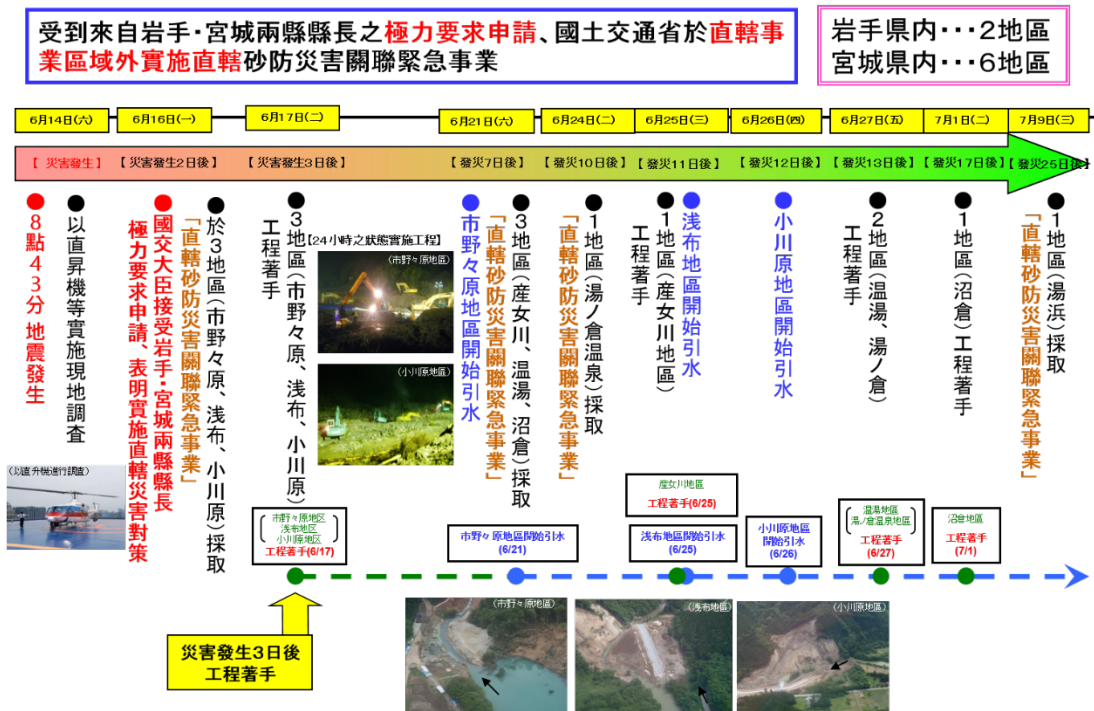 受到來自岩手・宮城兩縣縣長之極力要求申請、國土交通省於直轄事
業區域外實施直轄砂防災害關聯緊急事業
岩手県内・・・2地區
宮城県内・・・6地區
6月14日(六)
6月16日(一)
6月17日(二)
6月21日(六)
6月24日(二)
6月25日(三)
6月26日(四)
6月27日(五)
7月1日(二)
7月9日(三)
【 災害發生】
【災害發生2日後】
【災害發生3日後】
【發災7日後】
【發災10日後】
【發災11日後】
【發災12日後】
【發災13日後】
【發災17日後】
【發災25日後】
8點43分 地震發生
以直昇機等實施現地調查
國交大臣接受岩手・宮城兩縣縣長
極力要求申請、表明實施直轄災害對策
於3地區(市野々原、浅布、小川原)採取
「直轄砂防災害關聯緊急事業」
3地區(市野々原、浅布、小川原)
工程著手
【24小時之狀態實施工程】
(市野々原地區)
(小川原地區)
市野々原地區開始引水
3地區(産女川、温湯、沼倉)採取
「直轄砂防災害關聯緊急事業」
1地區(湯ノ倉温泉)採取
「直轄砂防災害關聯緊急事業」
1地區(産女川地區)
工程著手
浅布地區開始引水
小川原地區開始引水
2地區(温湯、湯ノ倉)
工程著手
1地區(沼倉)工程著手
1地區(湯浜)採取
「直轄砂防災害關聯緊急事業」
(以直升機進行調查)
市野々原地区
浅布地区
小川原地区
工程著手(6/17)
市野々原地區開始引水
(6/21)
産女川地区
工程著手(6/25)
浅布地區開始引水
(6/25)
小川原地區
開始引水
(6/26)
温湯地区
湯ノ倉温泉地区
工程著手
(6/27)
沼倉地区
工程著手
(7/1)
災害發生3日後
工程著手
(市野々原地區)
(浅布地區)
(小川原地區)